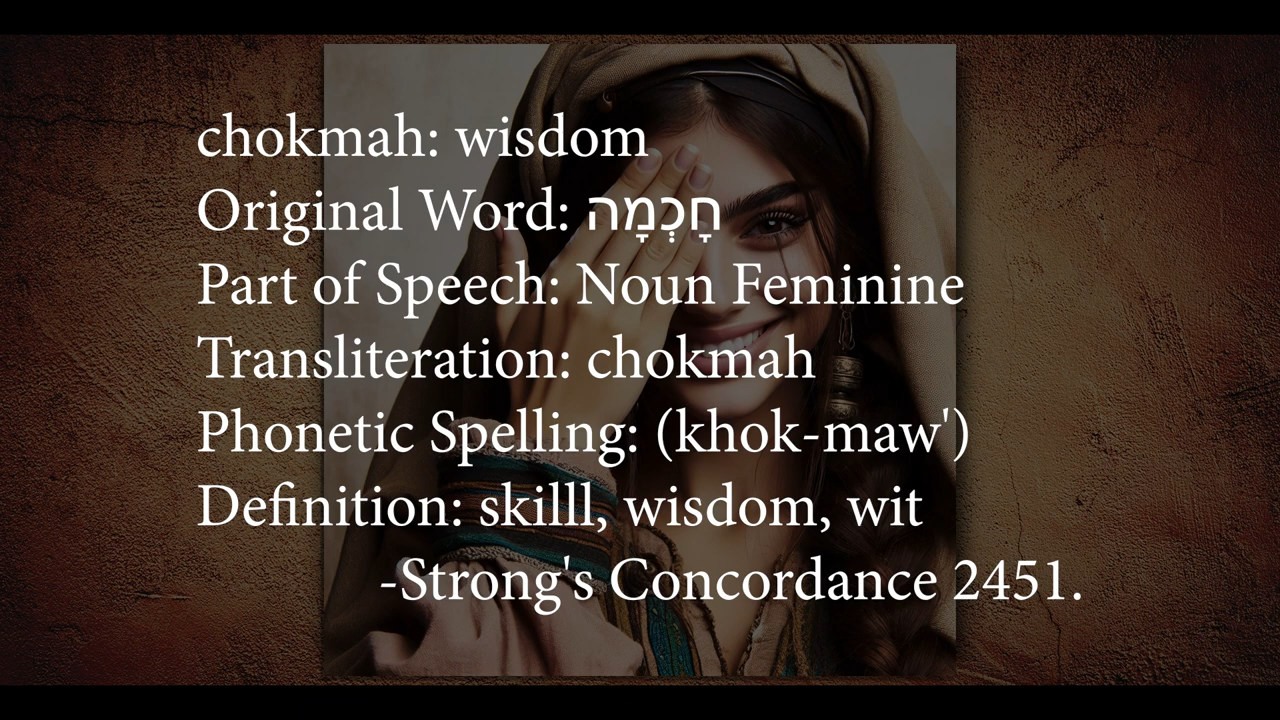 chokmah: wisdom
Original Word: חָכְמָה
Part of Speech: Noun Feminine
Transliteration: chokmah
Phonetic Spelling: (khok-maw')
Definition: skilll, wisdom, wit
-Strong's Concordance 2451.